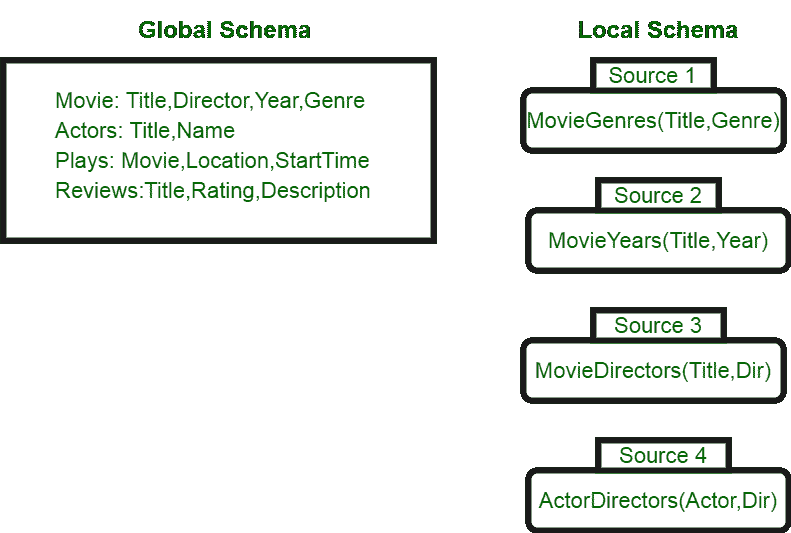 Global Schema
Movie: Title,Director,Year,Genre
Actors: Title,Name
Plays: Movie,Location,StartTime
Reviews:Title,Rating,Description
Local Schema
Source 1
MovieGenres(Title,Genre)
Source 2
MovieYears(Title,Year)
Source 3
MovieDirectors(Title,Dir)
Source 4
ActorDirectors(Actor,Dir)